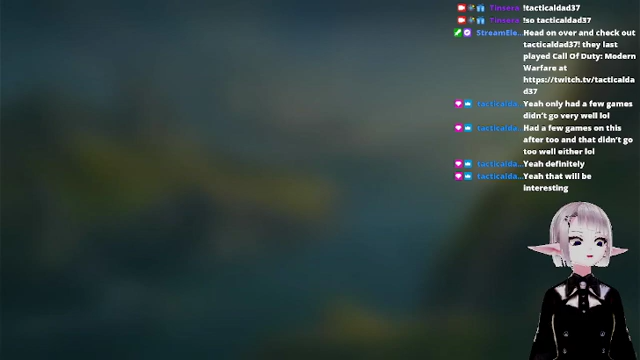 Tinsera !tacticaldad37
Tinsera !so tacticaldad37
StreamEle... Head on over and check out
tacticaldad37! they last
played Call Of Duty: Modern
Warfare at
https://twitch.tv/tacticalda
d37
tacticalda... Yeah only had a few games
didn't go very well lol
tacticalda... Had a few games on this
after too and that didn't go
too well either lol
tacticalda... Yeah definitely
tacticalda... Yeah that will be
interesting